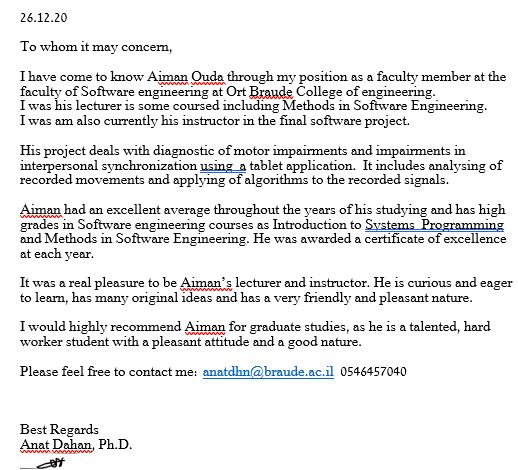 26.12.20
To whom it may concern,
I have come to know Aiman Ouda through my position as a faculty member at the
faculty of Software engineering at Ort Braude College of engineering.
I was his lecturer is some coursed including Methods in Software Engineering.
I was am also currently his instructor in the final software project.
His project deals with diagnostic of motor impairments and impairments in
interpersonal synchronization using a tablet application. It includes analysing of
recorded movements and applying of algorithms to the recorded signals.
Aiman had an excellent average throughout the years of his studying and has high
grades in Software engineering courses as Introduction to Systems Programming
and Methods in Software Engineering. He was awarded a certificate of excellence
at each year.
It was a real pleasure to be Aiman's lecturer and instructor. He is curious and eager
to learn, has many original ideas and has a very friendly and pleasant nature.
I would highly recommend Aiman for graduate studies, as he is a talented, hard
worker student with a pleasant attitude and a good nature.
Please feel free to contact me: anatdhn@braude.ac.il 0546457040
Best Regards
Anat Dahan, Ph.D.